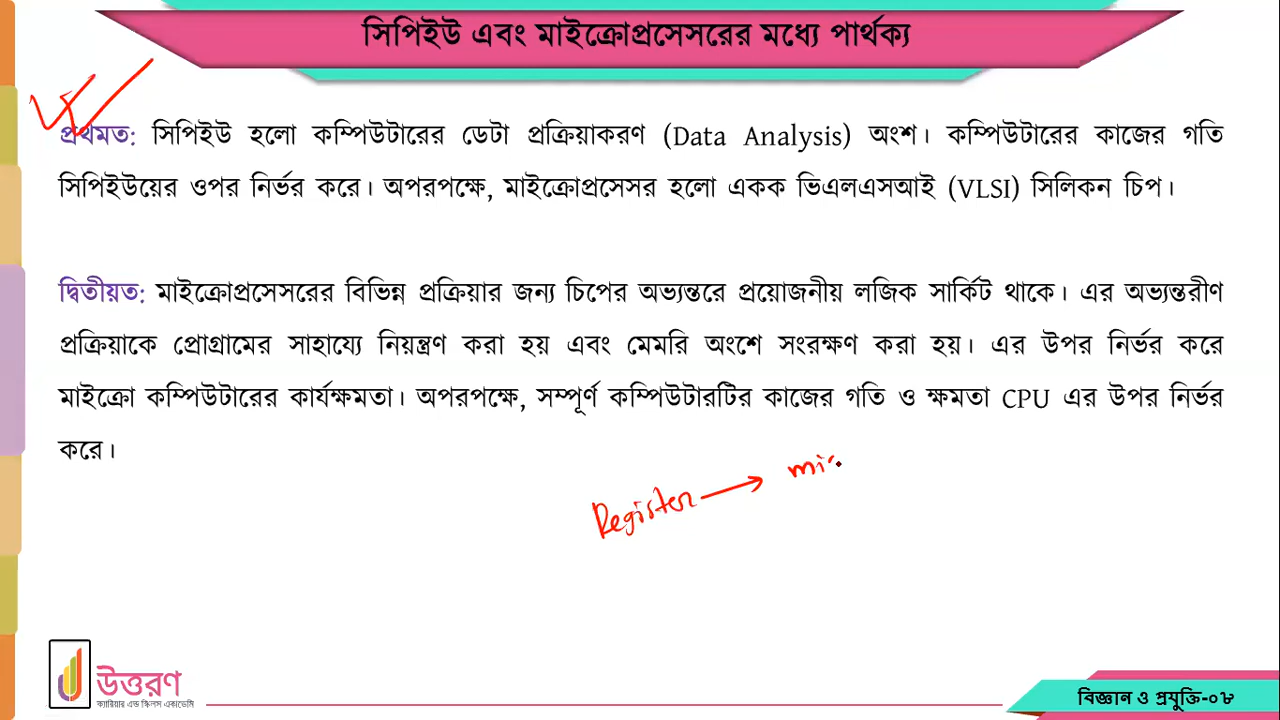 সিপিইউ এবং মাইক্রোপ্রসেসরের মধ্যে পার্থক্য
প্রথমত: সিপিইউ হলো কম্পিউটারের ডেটা প্রক্রিয়াকরণ (Data Analysis) অংশ। কম্পিউটারের কাজের গতি
সিপিইউয়ের ওপর নির্ভর করে। অপরপক্ষে, মাইক্রোপ্রসেসর হলো একক ভিএলএসআই (VLSI) সিলিকন চিপ।
দ্বিতীয়ত: মাইক্রোপ্রসেসরের বিভিন্ন প্রক্রিয়ার জন্য চিপের অভ্যন্তরে প্রয়োজনীয় লজিক সার্কিট থাকে। এর অভ্যন্তরীণ
প্রক্রিয়াকে প্রোগ্রামের সাহায্যে নিয়ন্ত্রণ করা হয় এবং মেমরি অংশে সংরক্ষণ করা হয়। এর উপর নির্ভর করে
মাইক্রো কম্পিউটারের কার্যক্ষমতা। অপরপক্ষে, সম্পূর্ণ কম্পিউটারটির কাজের গতি ও ক্ষমতা CPU এর উপর নির্ভর
করে।
Register → mi
উত্তরণ
ক্যারিয়ার এন্ড স্কিলস একাডেমি
বিজ্ঞান ও প্রযুক্তি-০৮